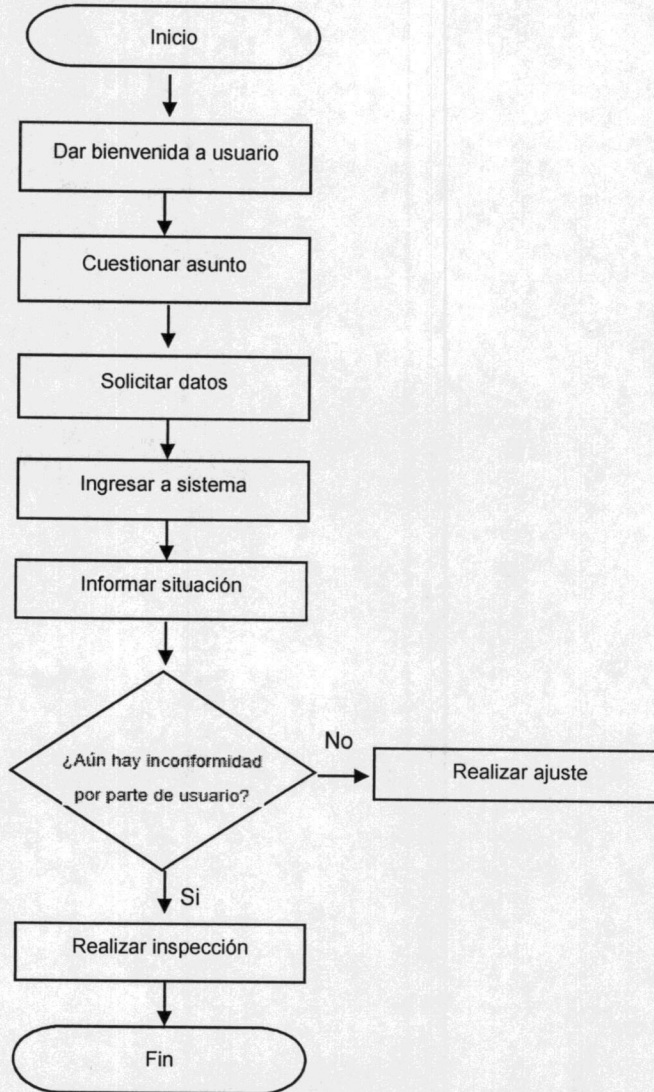 Inicio
Dar bienvenida a usuario
Cuestionar asunto
Solicitar datos
Ingresar a sistema
Informar situación
¿Aún hay inconformidad
por parte de usuario?
No
Realizar ajuste
Si
Realizar inspección
Fin